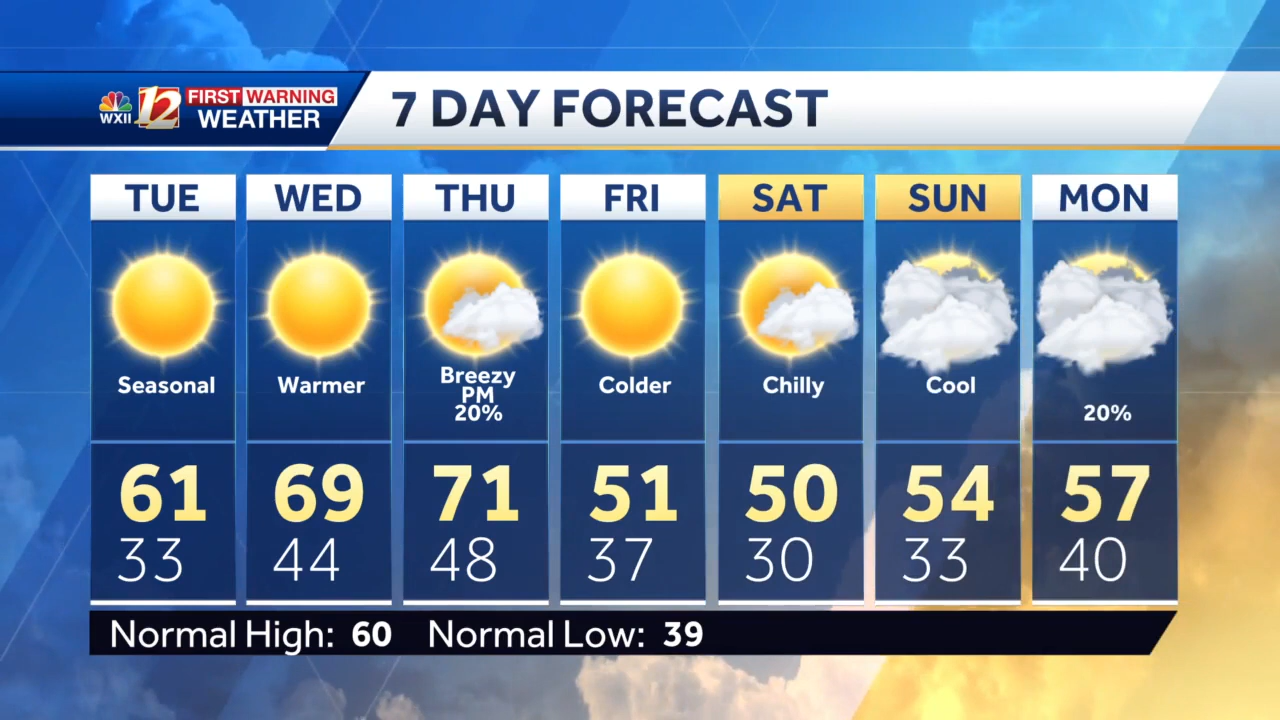 WXII 12 FIRST WARNING
WEATHER
7 DAY FORECAST
TUE WED THU FRI SAT SUN MON
Seasonal Warmer Breezy PM 20% Colder Chilly Cool 20%
61 69 71 51 50 54 57
33 44 48 37 30 33 40
Normal High: 60 Normal Low: 39